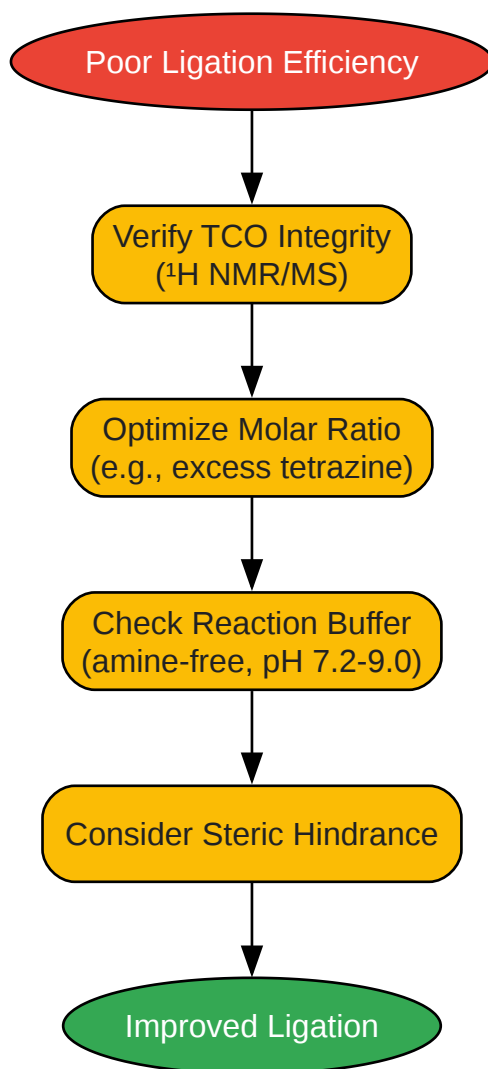 Poor Ligation Efficiency
Verify TCO Integrity
(¹H NMR/MS)
Optimize Molar Ratio
(e.g., excess tetrazine)
Check Reaction Buffer
(amine-free, pH 7.2-9.0)
Consider Steric Hindrance
Improved Ligation